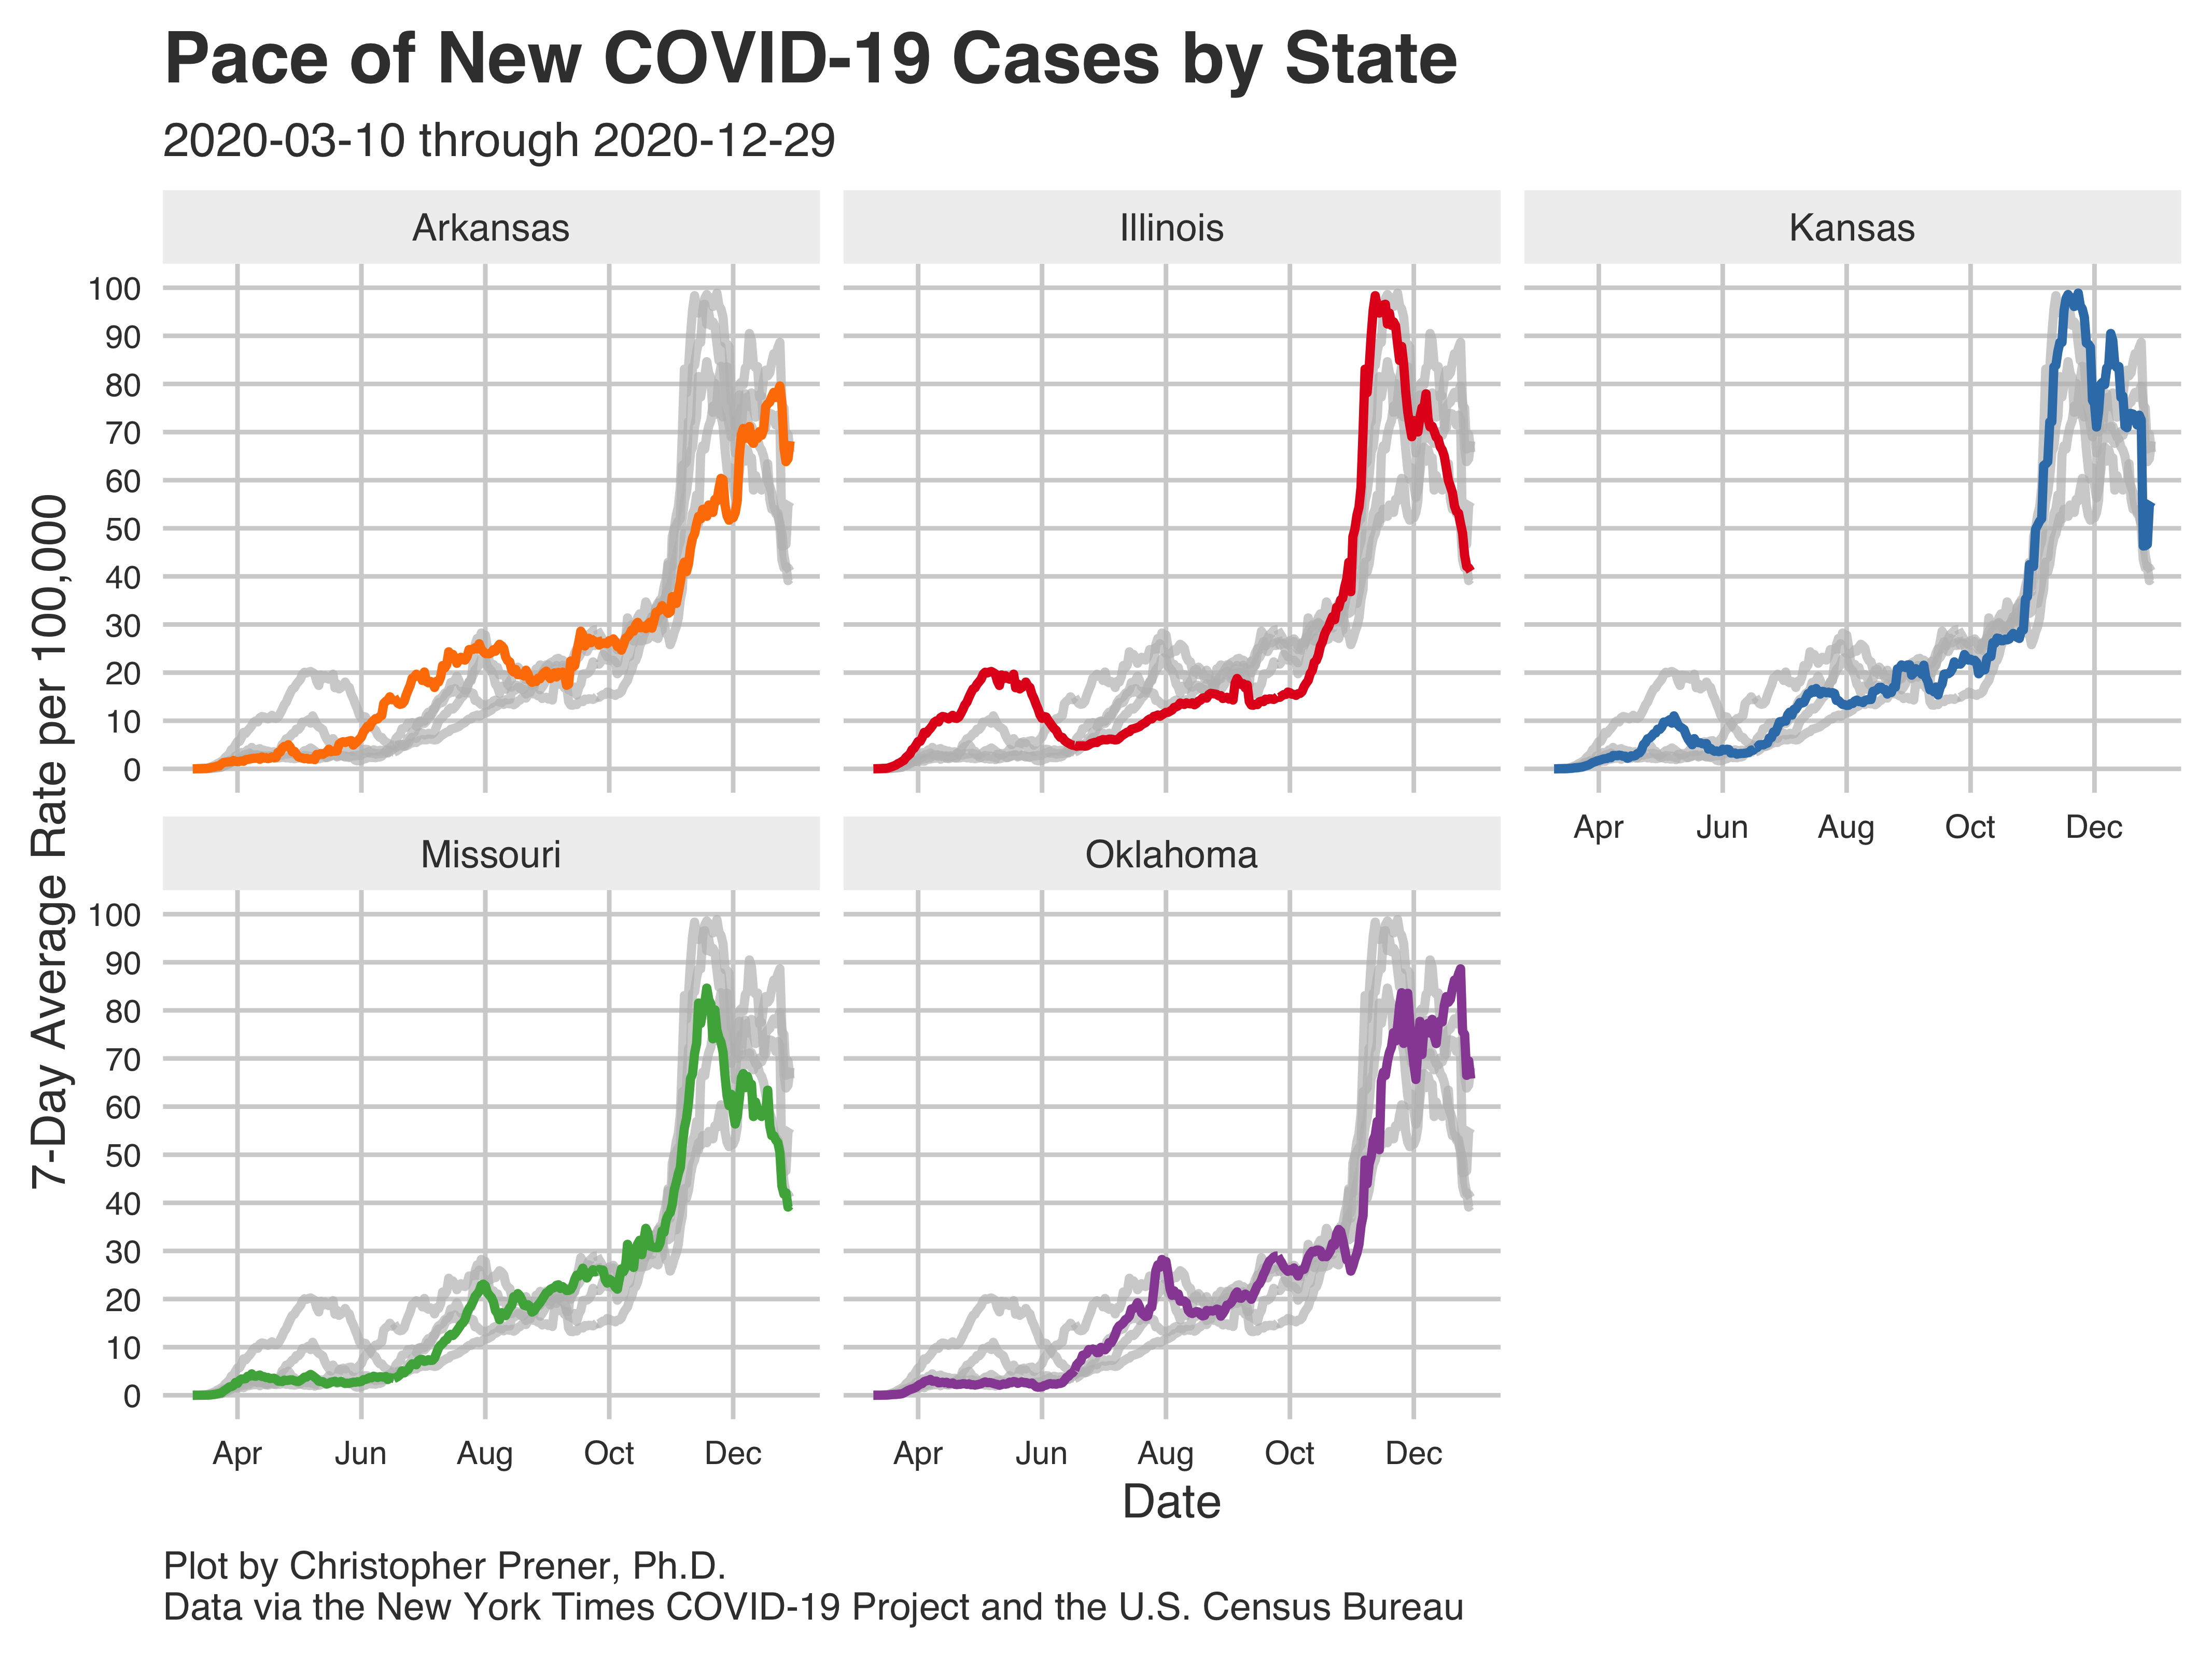 Pace of New COVID-19 Cases by State
2020-03-10 through 2020-12-29
Arkansas
Illinois
Kansas
7-Day Average Rate per 100,000
100
90
80
70
60
50
40
30
20
10
0
Apr Jun Aug Oct Dec
Missouri
Oklahoma
100
90
80
70
60
50
40
30
20
10
0
Apr Jun Aug Oct Dec
Apr Jun Aug Oct Dec
Date
Plot by Christopher Prener, Ph.D.
Data via the New York Times COVID-19 Project and the U.S. Census Bureau